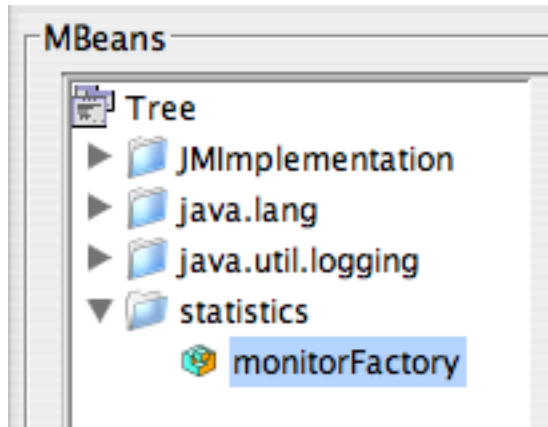 MBeans
Tree
JMImplementation
java.lang
java.util.logging
statistics
monitorFactory